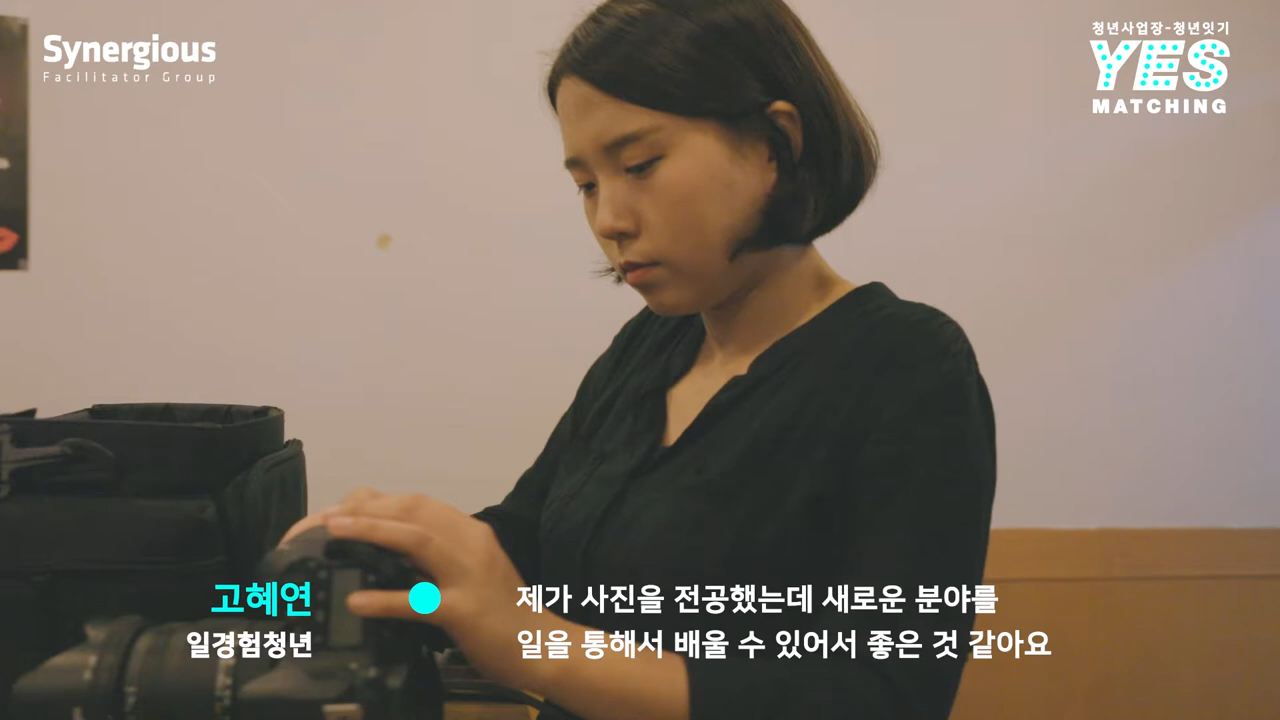 Synergious
Facilitator Group
청년사업장-청년잇기
YES
MATCHING
고혜연
일경험청년
제가 사진을 전공했는데 새로운 분야를
일을 통해서 배울 수 있어서 좋은 것 같아요